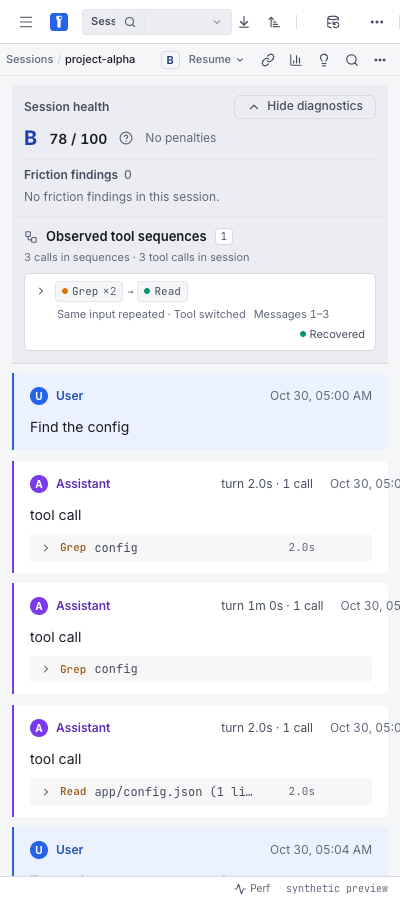 Sess
Sessions / project-alpha B Resume
Session health Hide diagnostics
B 78 / 100 No penalties
Friction findings 0
No friction findings in this session.
Observed tool sequences 1
3 calls in sequences · 3 tool calls in session
Grep ×2 → Read
Same input repeated · Tool switched Messages 1–3
Recovered
U User Oct 30, 05:00 AM
Find the config
A Assistant turn 2.0s · 1 call Oct 30, 05:0
tool call
Grep config 2.0s
A Assistant turn 1m 0s · 1 call Oct 30, 05
tool call
Grep config
A Assistant turn 2.0s · 1 call Oct 30, 05:0
tool call
Read app/config.json (1 li… 2.0s
U User Oct 30, 05:04 AM
Perf synthetic preview